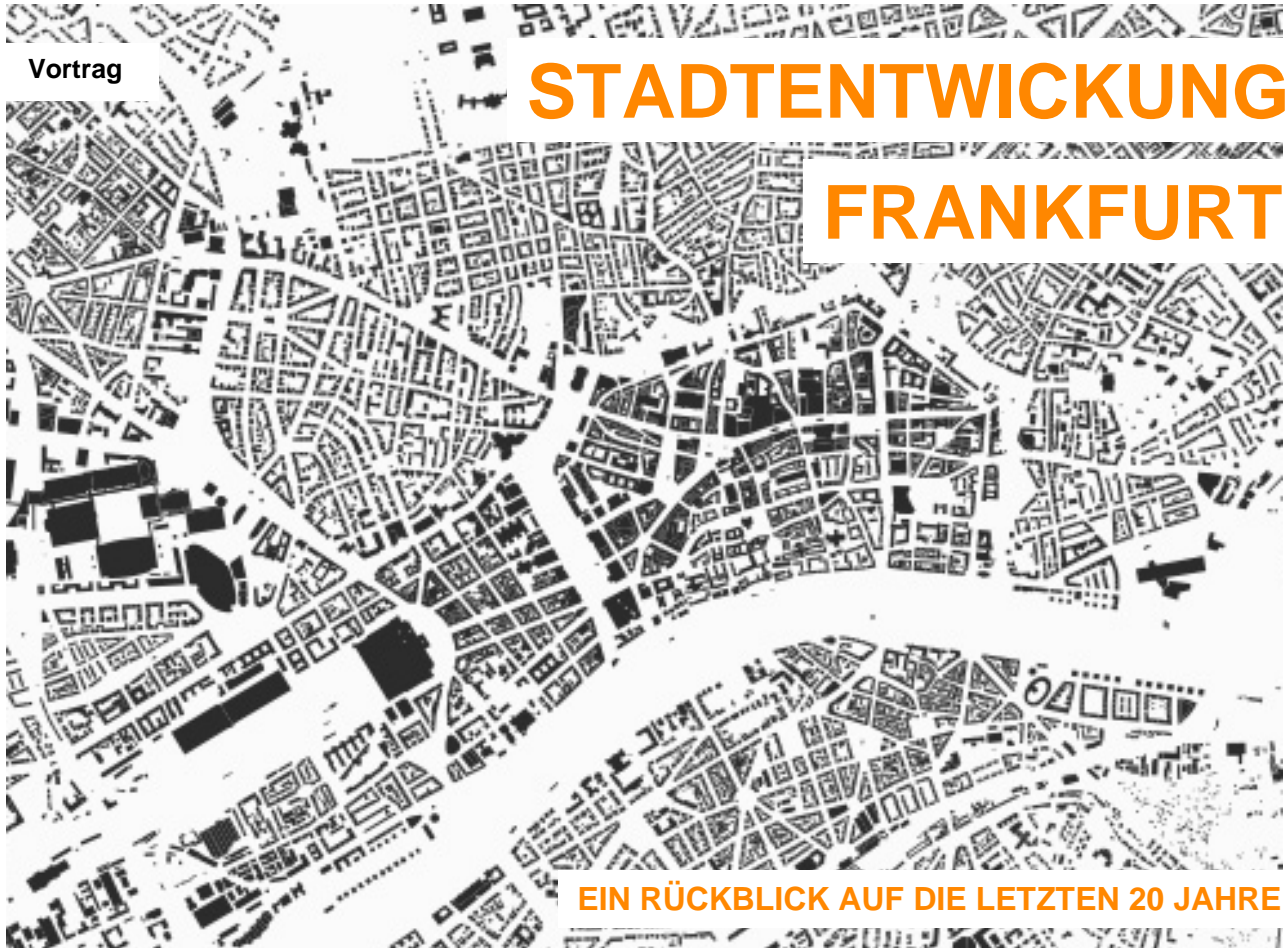 Vortrag
STADTENTWICKUNG
FRANKFURT
EIN RÜCKBLICK AUF DIE LETZTEN 20 JAHRE